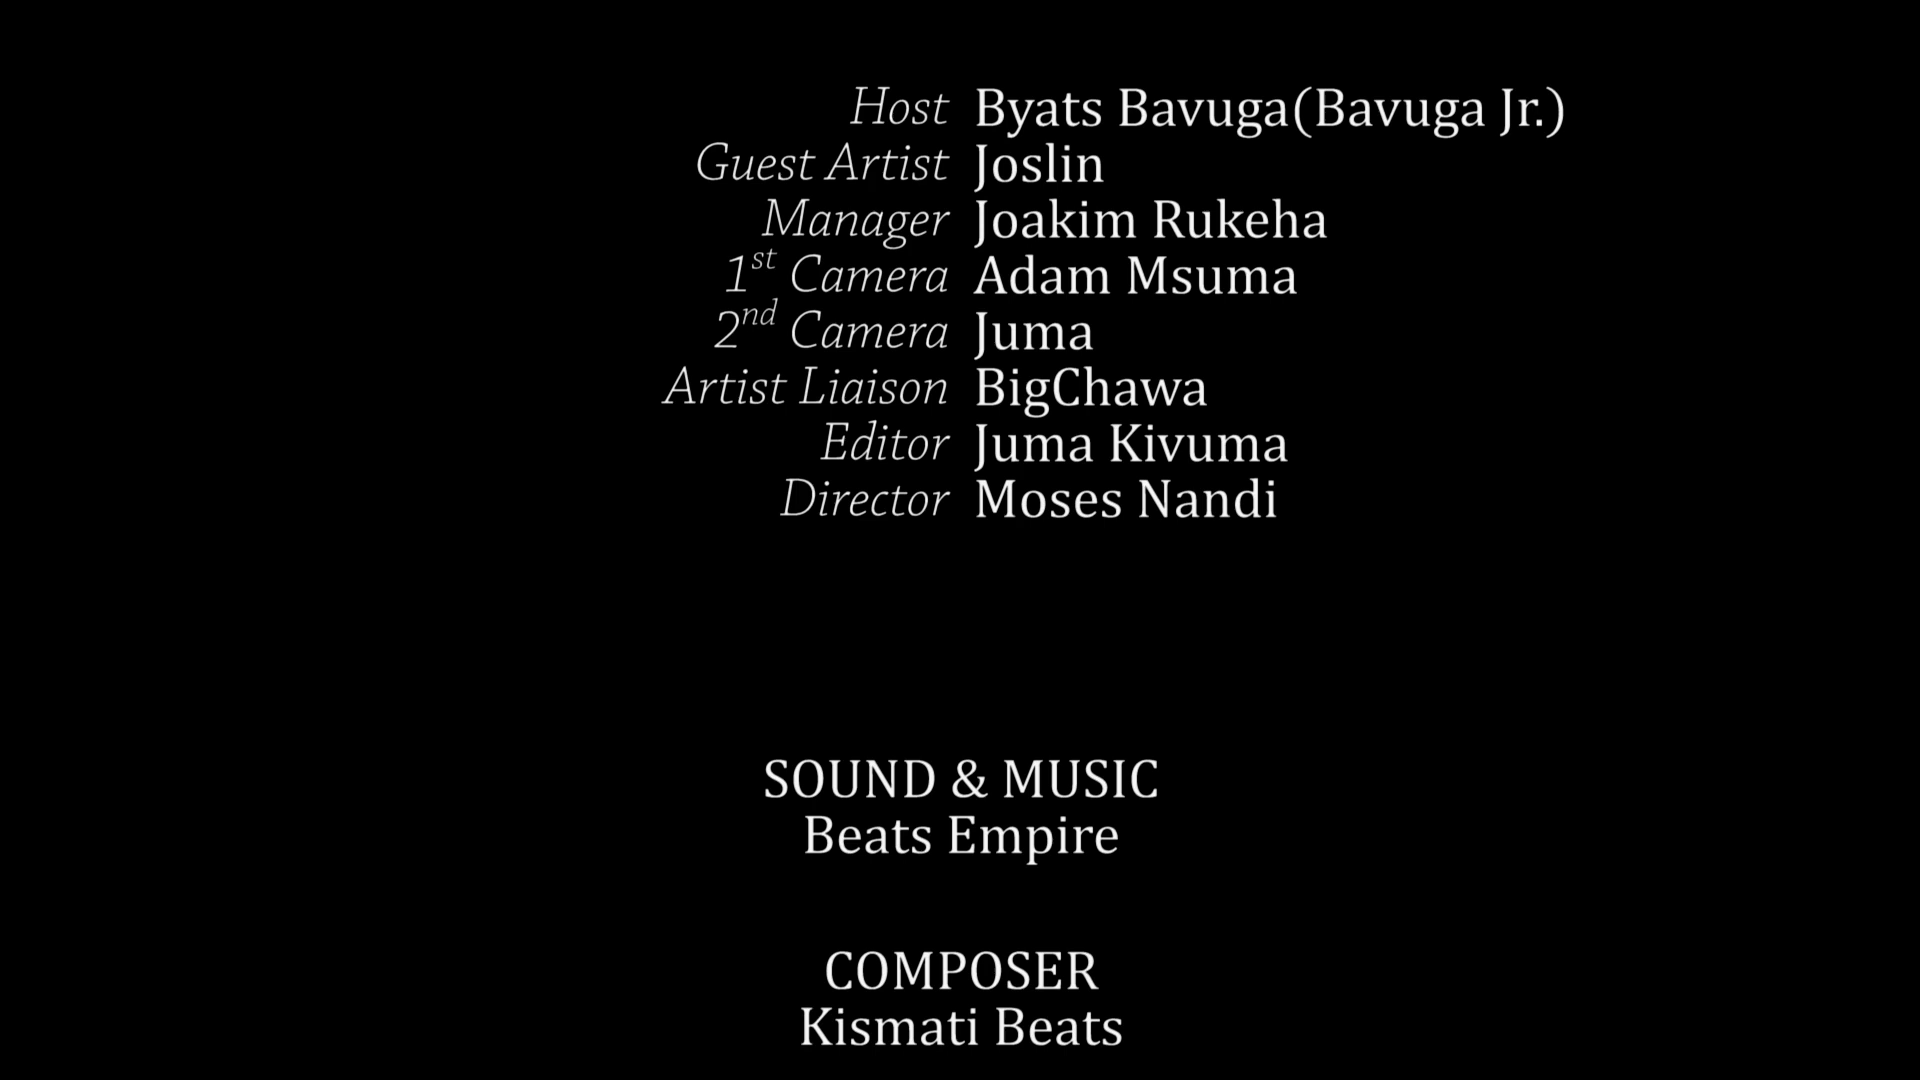 Host Byats Bavuga(Bavuga Jr.)
Guest Artist Joslin
Manager Joakim Rukeha
1st Camera Adam Msuma
2nd Camera Juma
Artist Liaison BigChawa
Editor Juma Kivuma
Director Moses Nandi
SOUND & MUSIC
Beats Empire
COMPOSER
Kismati Beats